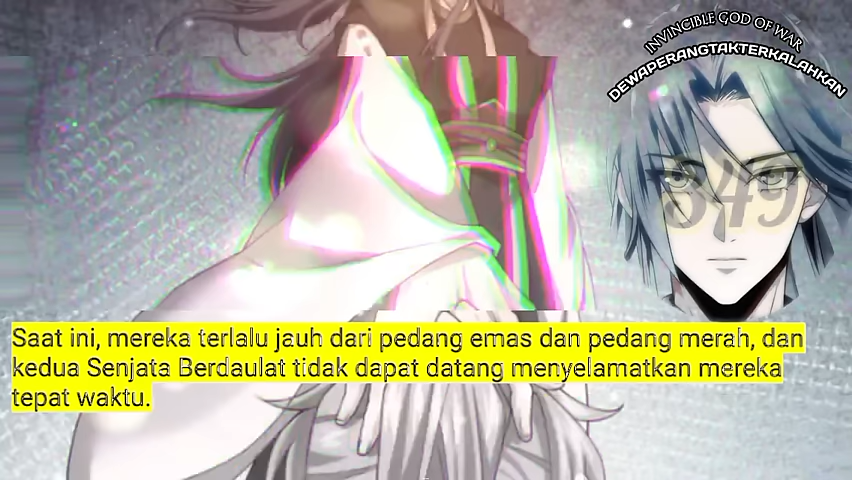 INVINCIBLE GOD OF WAR
DEWAPERANGTAKTERKALAHKAN
349
Saat ini, mereka terlalu jauh dari pedang emas dan pedang merah, dan
kedua Senjata Berdaulat tidak dapat datang menyelamatkan mereka
tepat waktu.